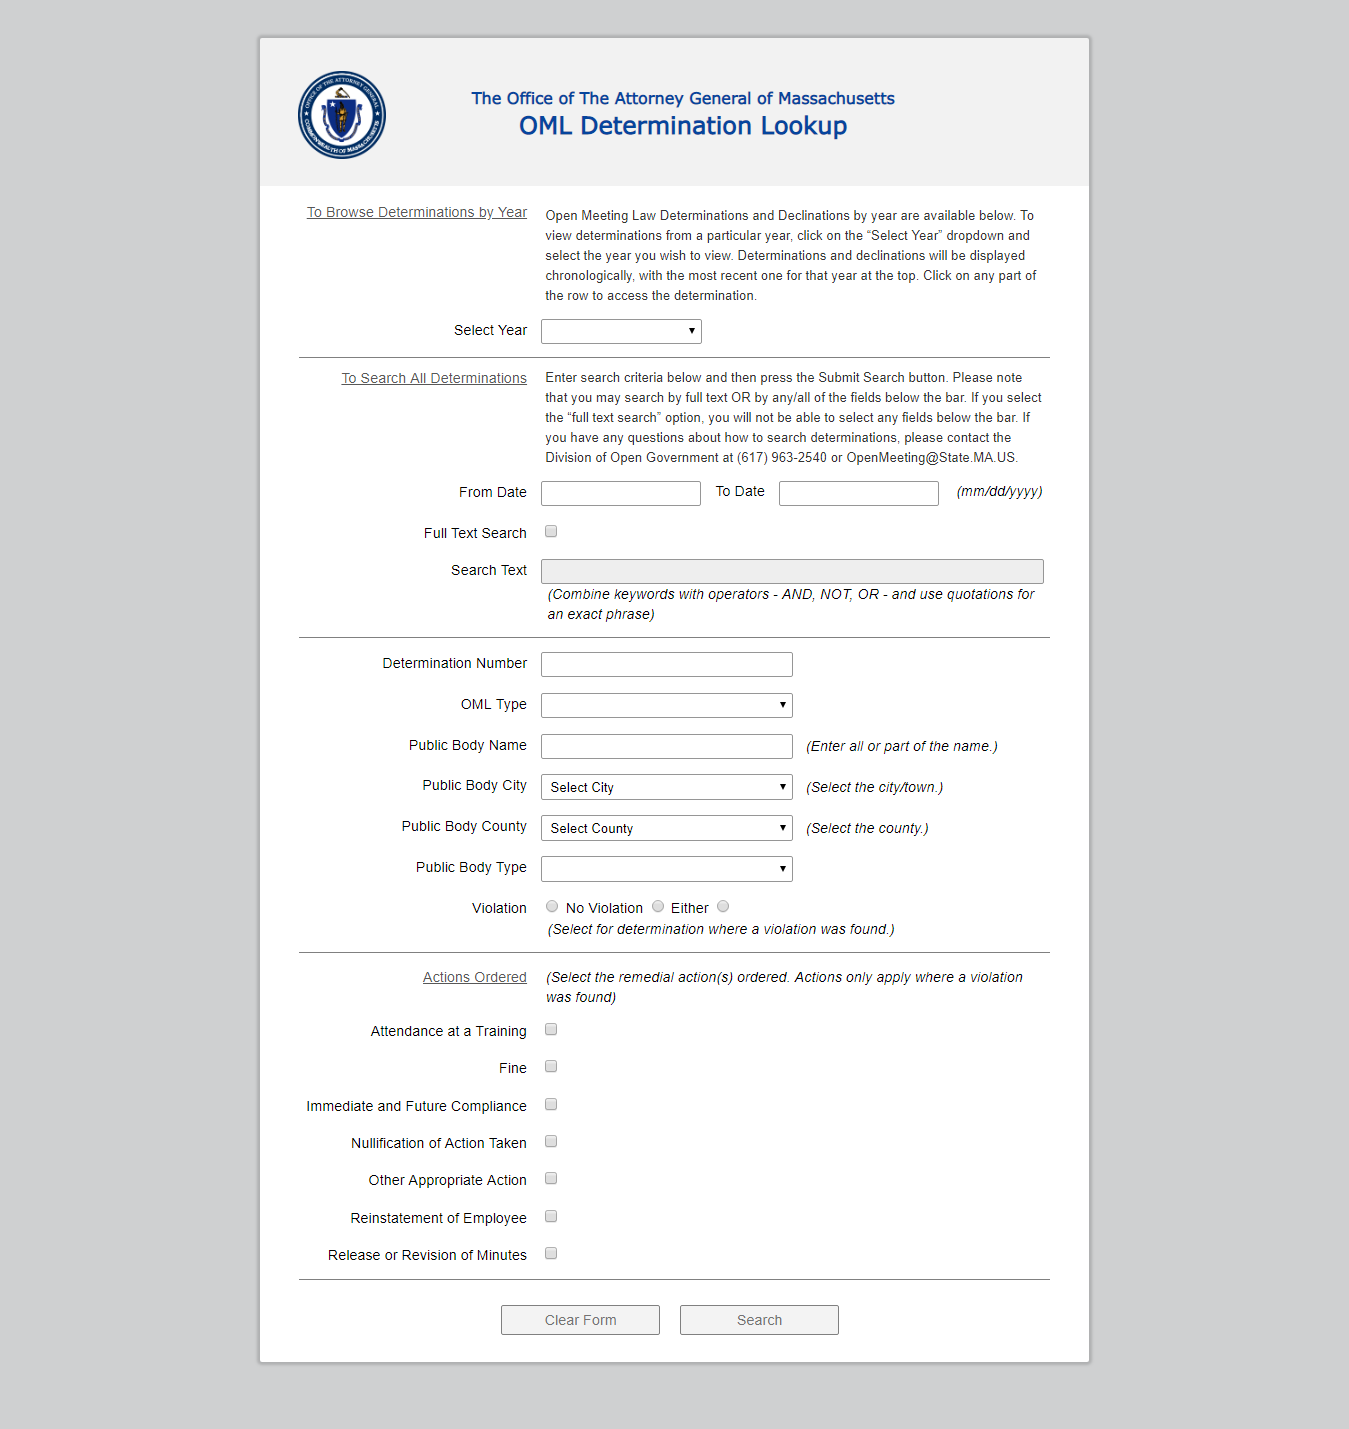 OFFICE OF THE ATTORNEY GENERAL
COMMONWEALTH OF MASSACHUSETTS
The Office of The Attorney General of Massachusetts
OML Determination Lookup
To Browse Determinations by Year
Open Meeting Law Determinations and Declinations by year are available below. To
view determinations from a particular year, click on the “Select Year” dropdown and
select the year you wish to view. Determinations and declinations will be displayed
chronologically, with the most recent one for that year at the top. Click on any part of
the row to access the determination.
Select Year
To Search All Determinations
Enter search criteria below and then press the Submit Search button. Please note
that you may search by full text OR by any/all of the fields below the bar. If you select
the “full text search” option, you will not be able to select any fields below the bar. If
you have any questions about how to search determinations, please contact the
Division of Open Government at (617) 963-2540 or OpenMeeting@State.MA.US.
From Date To Date (mm/dd/yyyy)
Full Text Search
Search Text
(Combine keywords with operators - AND, NOT, OR - and use quotations for
an exact phrase)
Determination Number
OML Type
Public Body Name (Enter all or part of the name.)
Public Body City Select City (Select the city/town.)
Public Body County Select County (Select the county.)
Public Body Type
Violation No Violation Either
(Select for determination where a violation was found.)
Actions Ordered (Select the remedial action(s) ordered. Actions only apply where a violation
was found)
Attendance at a Training
Fine
Immediate and Future Compliance
Nullification of Action Taken
Other Appropriate Action
Reinstatement of Employee
Release or Revision of Minutes
Clear Form Search